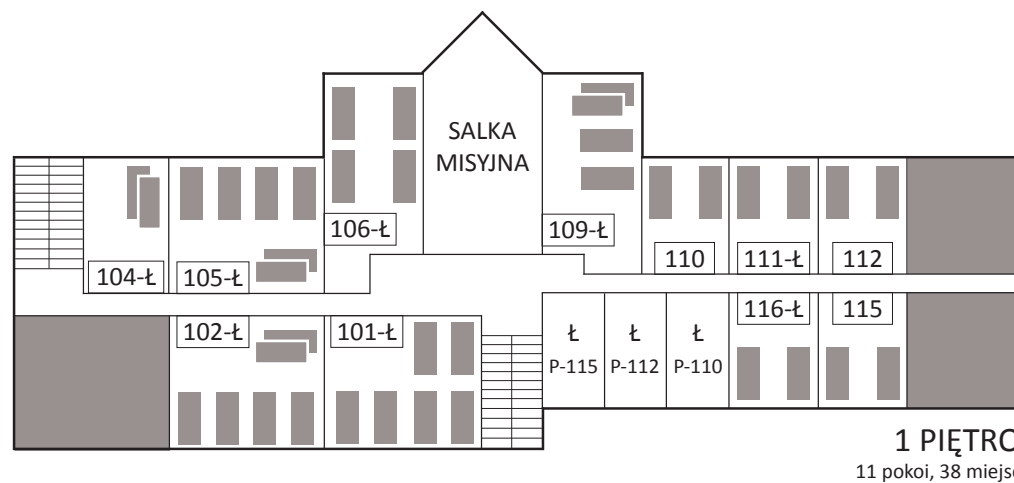 SALKA
MISYJNA
106-Ł
109-Ł
104-Ł
105-Ł
110
111-Ł
112
102-Ł
101-Ł
Ł
P-115
Ł
P-112
Ł
P-110
116-Ł
115
1 PIĘTRO
11 pokoi, 38 miejsc